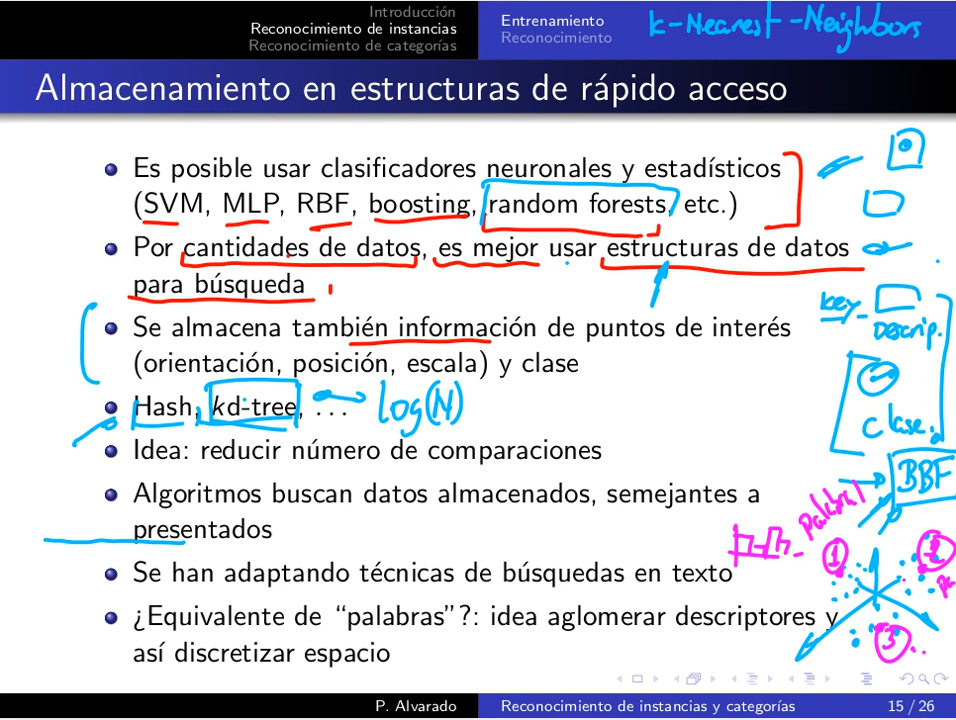 Introducción
Reconocimiento de instancias
Reconocimiento de categorías
Entrenamiento
Reconocimiento
k-Nearest-Neighbors
Almacenamiento en estructuras de rápido acceso
Es posible usar clasificadores neuronales y estadísticos
(SVM, MLP, RBF, boosting, random forests, etc.)
Por cantidades de datos, es mejor usar estructuras de datos
para búsqueda
key
Descrip.
Se almacena también información de puntos de interés
(orientación, posición, escala) y clase
Hash, kd-tree, ...
log(N)
Clase.
Idea: reducir número de comparaciones
BBF
Algoritmos buscan datos almacenados, semejantes a
presentados
Palabra1
1
2
3
Se han adaptando técnicas de búsquedas en texto
¿Equivalente de “palabras”?: idea aglomerar descriptores y
así discretizar espacio
P. Alvarado
Reconocimiento de instancias y categorías
15 / 26